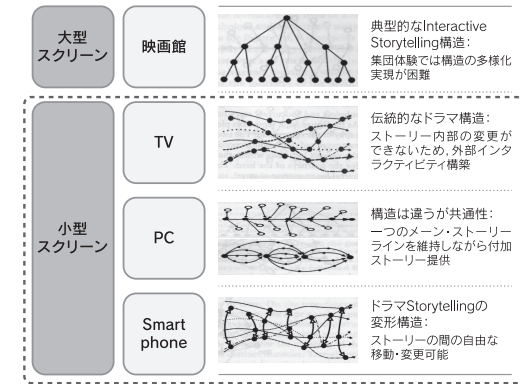 大型
スクリーン
映画館
典型的なInteractive
Storytelling構造：
集団体験では構造の多様化
実現が困難
小型
スクリーン
TV
伝統的なドラマ構造：
ストーリー内部の変更が
できないため、外部インタ
ラクティビティ構築
PC
構造は違うが共通性：
一つのメーン・ストーリー
ラインを維持しながら付加
ストーリー提供
Smart
phone
ドラマStorytellingの
変形構造：
ストーリーの間の自由な
移動・変更可能